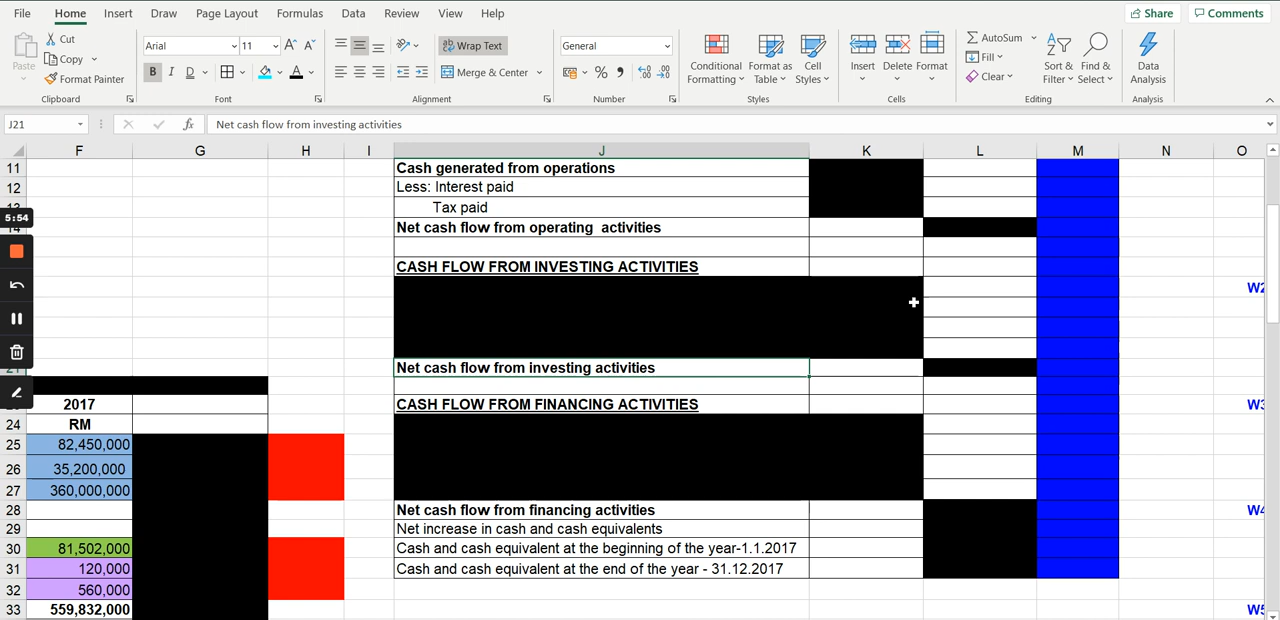 File Home Insert Draw Page Layout Formulas Data Review View Help Share Comments
Paste Cut Copy Format Painter Clipboard
Arial 11 A A B I D A Font
Wrap Text Merge & Center Alignment
General % 9 Number
Conditional Formatting Format as Table Cell Styles Styles
Insert Delete Format Cells
AutoSum Fill Clear Sort & Filter Find & Select Editing
Data Analysis Analysis
J21 fx Net cash flow from investing activities
F G H I J K L M N O
11 Cash generated from operations
12 Less: Interest paid
Tax paid
5:54
Net cash flow from operating activities
CASH FLOW FROM INVESTING ACTIVITIES
W2
Net cash flow from investing activities
2017 CASH FLOW FROM FINANCING ACTIVITIES W3
24 RM
25 82,450,000
26 35,200,000
27 360,000,000
28 Net cash flow from financing activities W4
29 Net increase in cash and cash equivalents
30 81,502,000 Cash and cash equivalent at the beginning of the year-1.1.2017
31 120,000 Cash and cash equivalent at the end of the year - 31.12.2017
32 560,000
33 559,832,000 W5